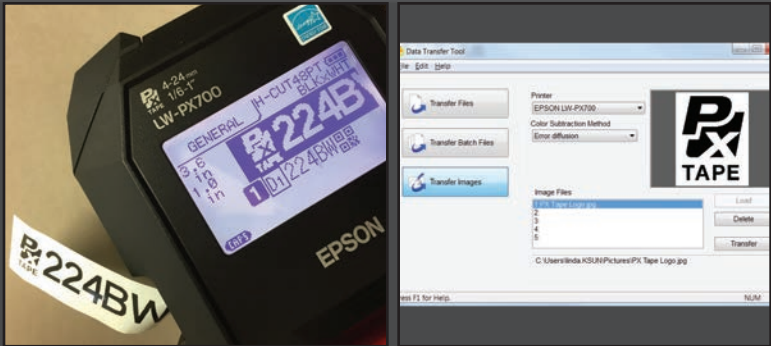 4-24mm
1/6-1"
PX
TAPE
LW-PX700
GENERAL
H-CUT48PT
BLKxWHT
3.6
in
1.0
in
PX TAPE 224B
1 D1 224BW
CAPS
EPSON
PX
TAPE 224BW
Data Transfer Tool
ile Edit Help
Transfer Files
Transfer Batch Files
Transfer Images
Printer
EPSON LW-PX700
Color Subtraction Method
Error diffusion
PX
TAPE
Image Files
1:PX Tape Logo.jpg
2:
3:
4:
5:
Load
Delete
Transfer
C:\Users\linda.KSUN\Pictures\PX Tape Logo.jpg
ress F1 for Help.
NUM